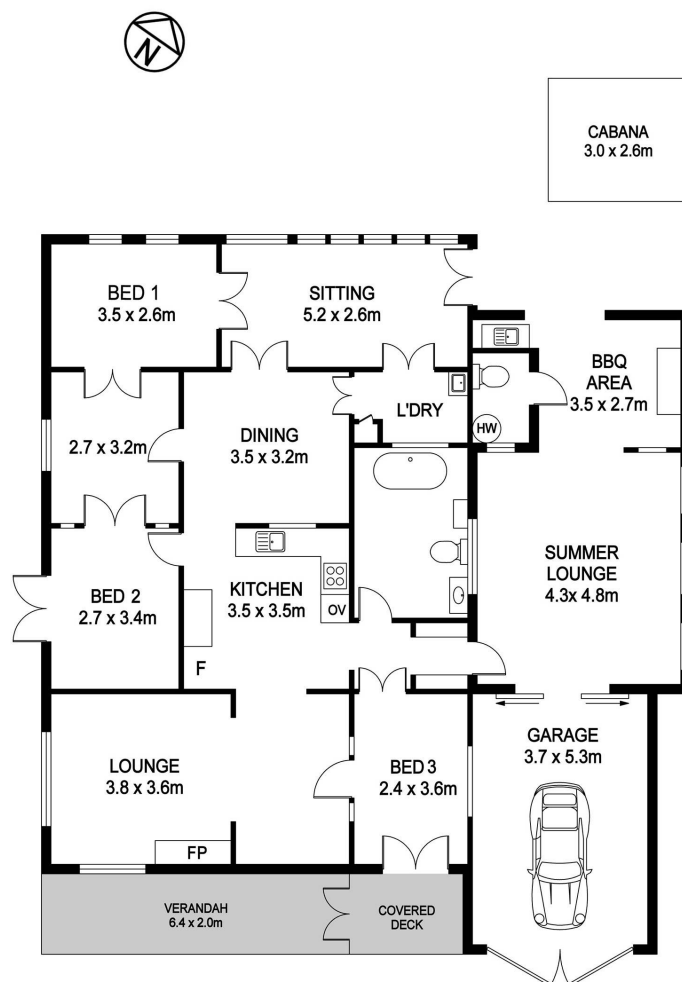 N
CABANA
3.0 x 2.6m
BED 1
3.5 x 2.6m
SITTING
5.2 x 2.6m
BBQ
AREA
3.5 x 2.7m
L'DRY
HW
2.7 x 3.2m
DINING
3.5 x 3.2m
SUMMER
LOUNGE
4.3x 4.8m
BED 2
2.7 x 3.4m
KITCHEN
3.5 x 3.5m
OV
F
LOUNGE
3.8 x 3.6m
FP
BED 3
2.4 x 3.6m
GARAGE
3.7 x 5.3m
VERANDAH
6.4 x 2.0m
COVERED
DECK